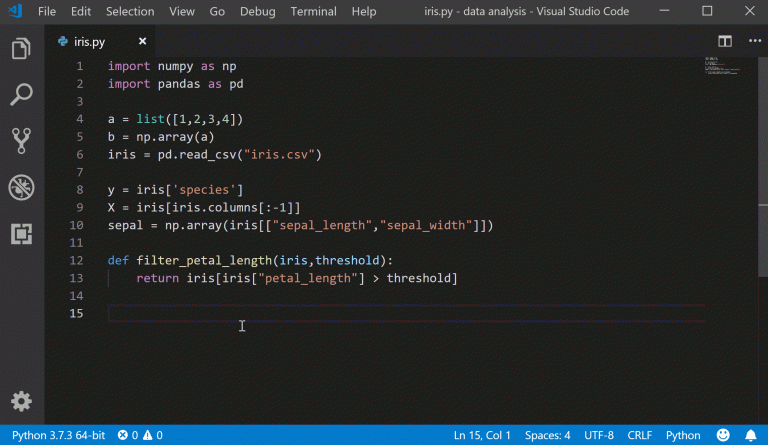 File Edit Selection View Go Debug Terminal Help iris.py - data analysis - Visual Studio Code
iris.py
1 import numpy as np
2 import pandas as pd
3
4 a = list([1,2,3,4])
5 b = np.array(a)
6 iris = pd.read_csv("iris.csv")
7
8 y = iris['species']
9 X = iris[iris.columns[:-1]]
10 sepal = np.array(iris[["sepal_length","sepal_width"]])
11
12 def filter_petal_length(iris,threshold):
13     return iris[iris["petal_length"] > threshold]
14
15
Python 3.7.3 64-bit 0 0 Ln 15, Col 1 Spaces: 4 UTF-8 CRLF Python